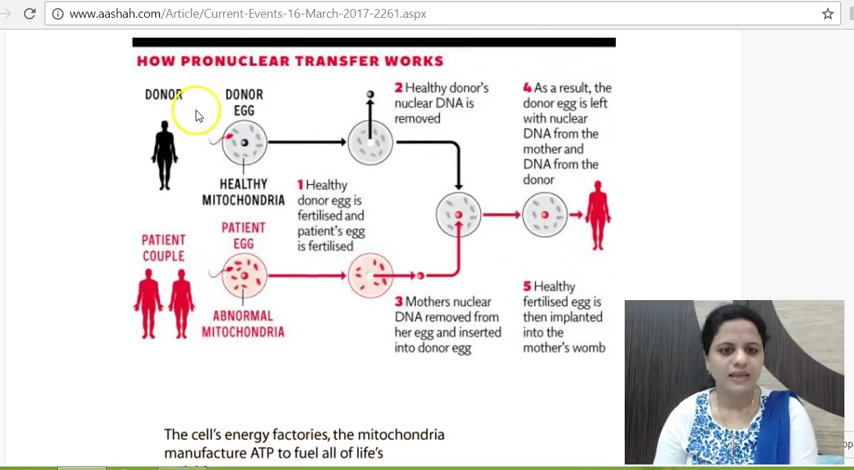 www.aashah.com/Article/Current-Events-16-March-2017-2261.aspx
HOW PRONUCLEAR TRANSFER WORKS
DONOR
DONOR
EGG
HEALTHY
MITOCHONDRIA
PATIENT
COUPLE
PATIENT
EGG
ABNORMAL
MITOCHONDRIA
1 Healthy
donor egg is
fertilised and
patient's egg
is fertilised
2 Healthy donor's
nuclear DNA is
removed
3 Mothers nuclear
DNA removed from
her egg and inserted
into donor egg
4 As a result, the
donor egg is left
with nuclear
DNA from the
mother and
DNA from the
donor
5 Healthy
fertilised egg is
then implanted
into the
mother's womb
The cell's energy factories, the mitochondria
manufacture ATP to fuel all of life's